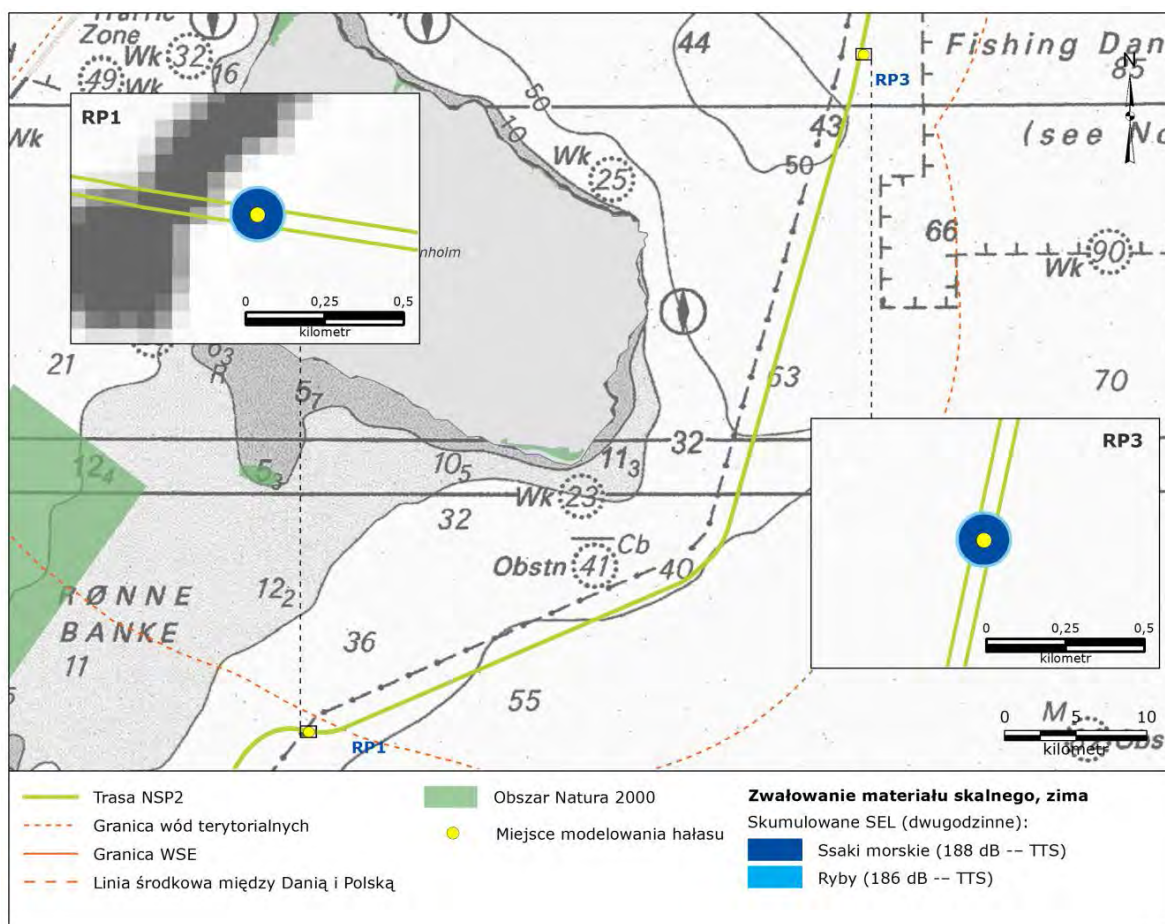 Traffic
Zone
Wk 32
49
Wk
16
Wk
44
50
10
43
50
Wk
25
RP3
Fishing Dan
N
85
(see No
66
90
Wk
RP1
nholm
0 0,25 0,5
kilometr
21
R
5₇
63
70
12₄
5₃
10₅
11₃
32
Wk 23
32
Cb
Obstn 41
40
RØNNE
BANKE
12₂
11
36
55
RP1
RP3
0 0,25 0,5
kilometr
M
0 5 10
kilometr
Obs
Trasa NSP2
Granica wód terytorialnych
Granica WSE
Linia środkowa między Danią i Polską
Obszar Natura 2000
Miejsce modelowania hałasu
Zwałowanie materiału skalnego, zima
Skumulowane SEL (dwugodzinne):
Ssaki morskie (188 dB -- TTS)
Ryby (186 dB -- TTS)